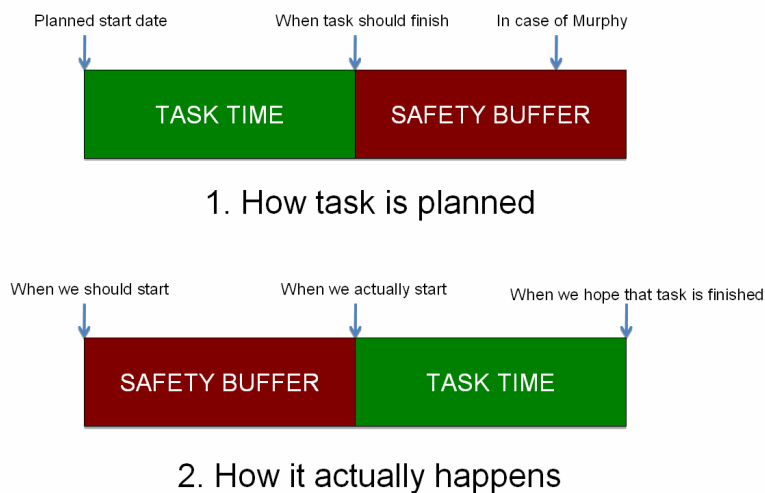 Planned start date
When task should finish
In case of Murphy
TASK TIME
SAFETY BUFFER
1. How task is planned
When we should start
When we actually start
When we hope that task is finished
SAFETY BUFFER
TASK TIME
2. How it actually happens